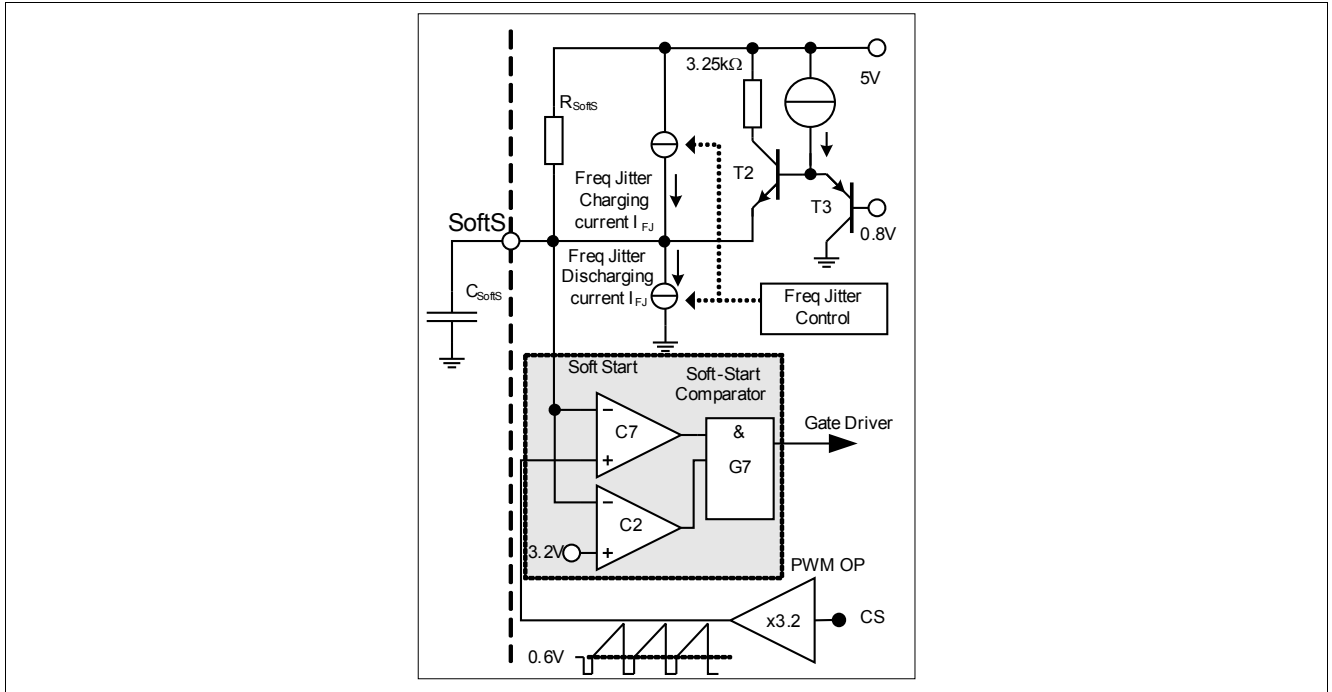 3.25kΩ
5V
RSoftS
T2
Freq Jitter
Charging
current I FJ
T3
0.8V
SoftS
Freq Jitter
Discharging
current I FJ
CSoftS
Freq Jitter
Control
Soft Start
Soft-Start
Comparator
−
C7
+
&
G7
Gate Driver
−
C2
3.2V
+
PWM OP
x3.2
CS
0.6V